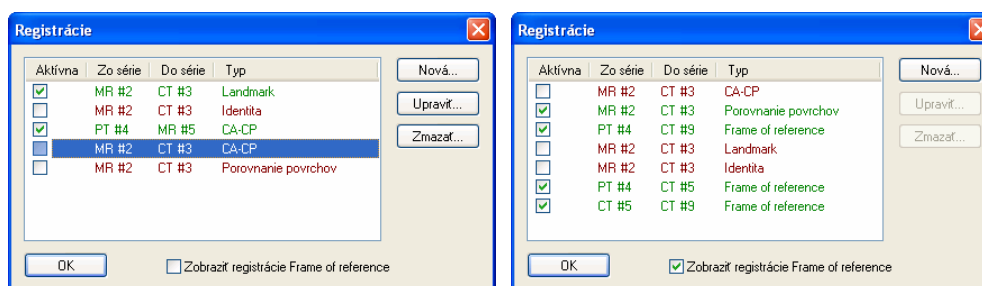 Registrácie
Aktívna Zo série Do série Typ
MR #2 CT #3 Landmark
MR #2 CT #3 Identita
PT #4 MR #5 CA-CP
MR #2 CT #3 CA-CP
MR #2 CT #3 Porovnanie povrchov
Nová...
Upraviť...
Zmazať...
OK
Zobraziť registrácie Frame of reference
Registrácie
Aktívna Zo série Do série Typ
MR #2 CT #3 CA-CP
MR #2 CT #3 Porovnanie povrchov
PT #4 CT #9 Frame of reference
MR #2 CT #3 Landmark
MR #2 CT #3 Identita
PT #4 CT #5 Frame of reference
CT #5 CT #9 Frame of reference
Nová...
Upraviť...
Zmazať...
OK
Zobraziť registrácie Frame of reference